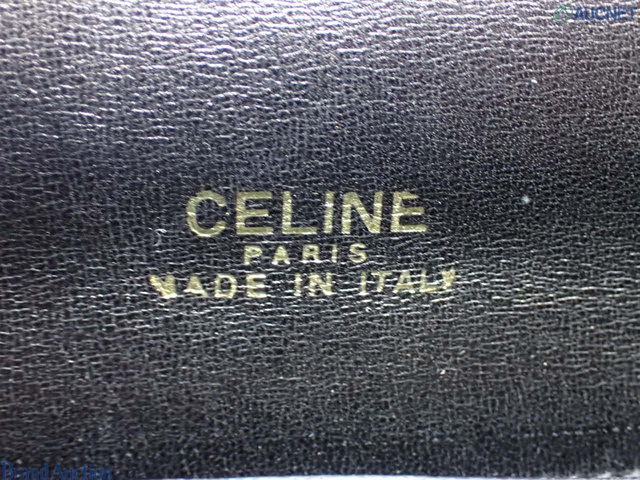 AUCNET
CELINE
PARIS
MADE IN ITALY
Brand Auction